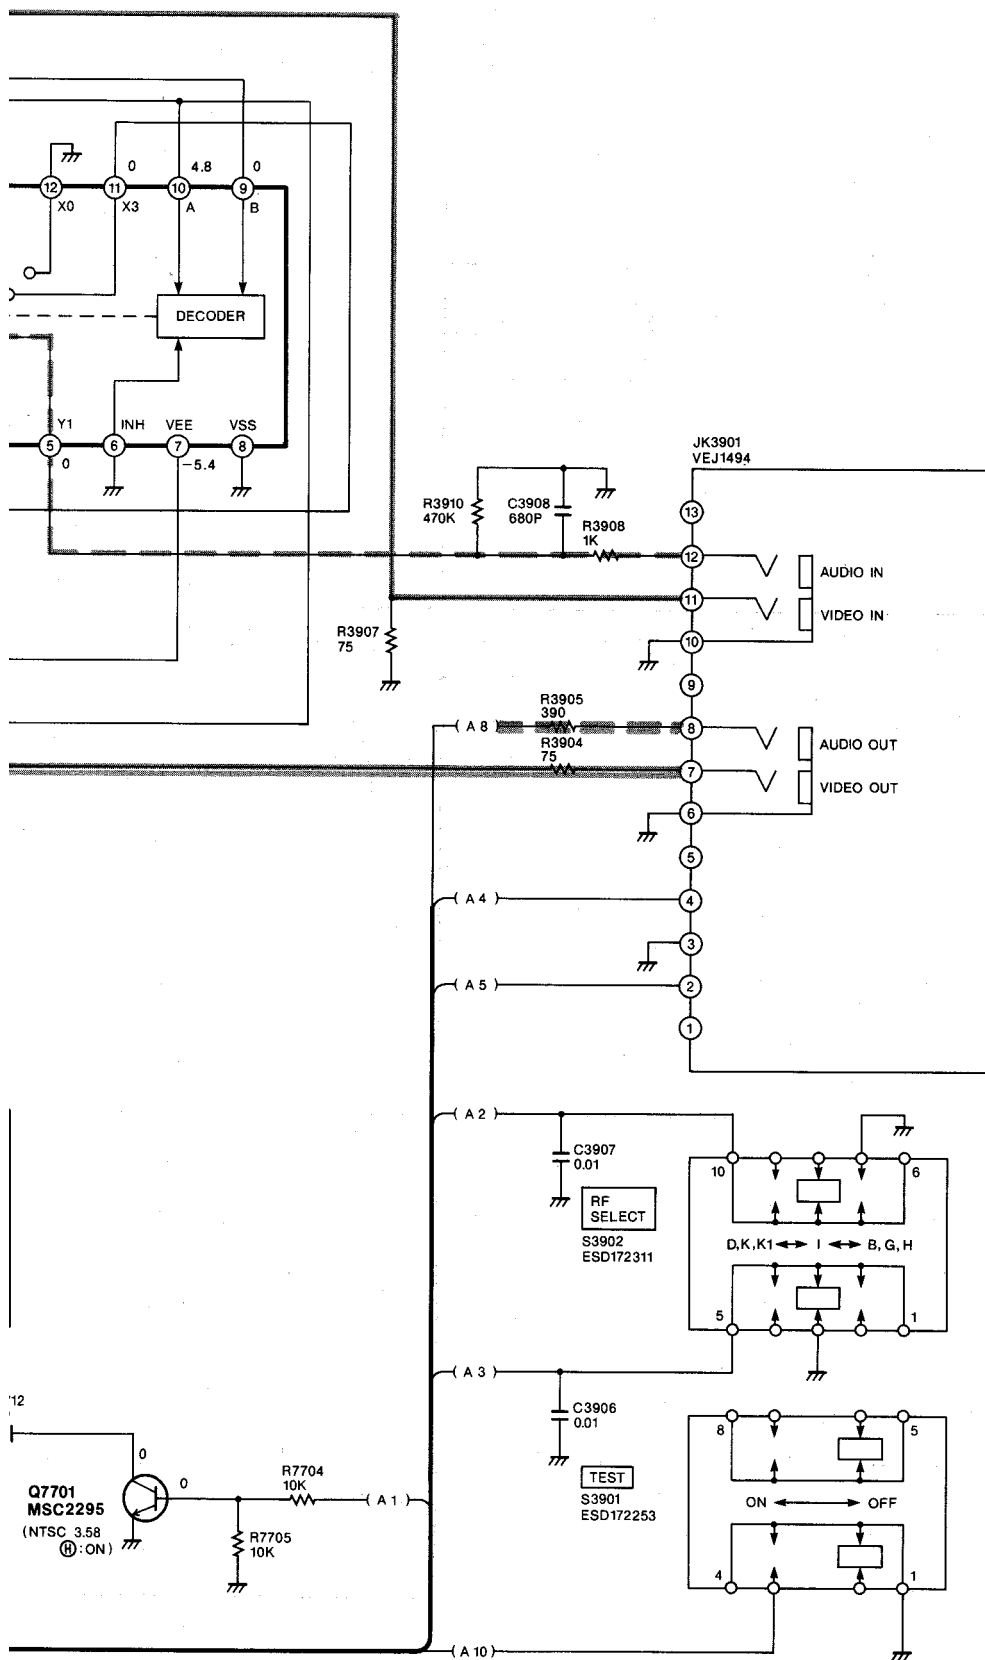 0
4.8
0
12
11
10
9
X0
X3
A
B
DECODER
Y1
INH
VEE
VSS
5
6
7
8
0
−5.4
JK3901
VEJ1494
R3910
470K
C3908
680P
R3908
1K
13
12
AUDIO IN
11
VIDEO IN
R3907
75
10
9
R3905
390
( A 8 )
8
AUDIO OUT
R3904
75
7
VIDEO OUT
6
5
( A 4 )
4
3
( A 5 )
2
1
( A 2 )
C3907
0.01
10
6
RF
SELECT
S3902
ESD172311
D,K,K1 ↔ I ↔ B, G, H
5
1
( A 3 )
C3906
0.01
8
5
TEST
S3901
ESD172253
ON ↔ OFF
4
1
'12
0
0
Q7701
MSC2295
(NTSC 3.58
Ⓗ:ON)
R7704
10K
( A 1 )
R7705
10K
( A 10 )